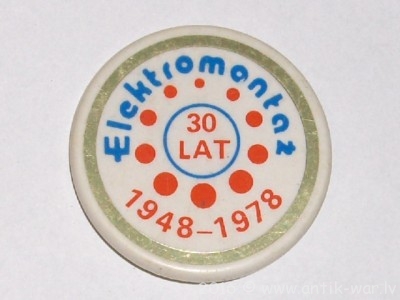 Elektromontaż
30
LAT
1948-1978
www.antik-war.lv